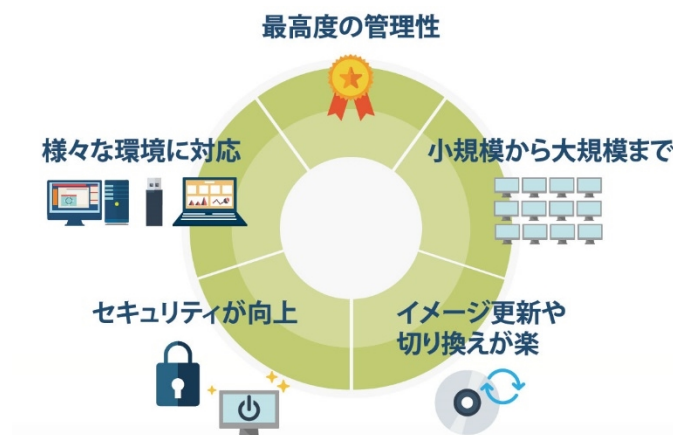 最高度の管理性
様々な環境に対応
小規模から大規模まで
セキュリティが向上
イメージ更新や
切り換えが楽